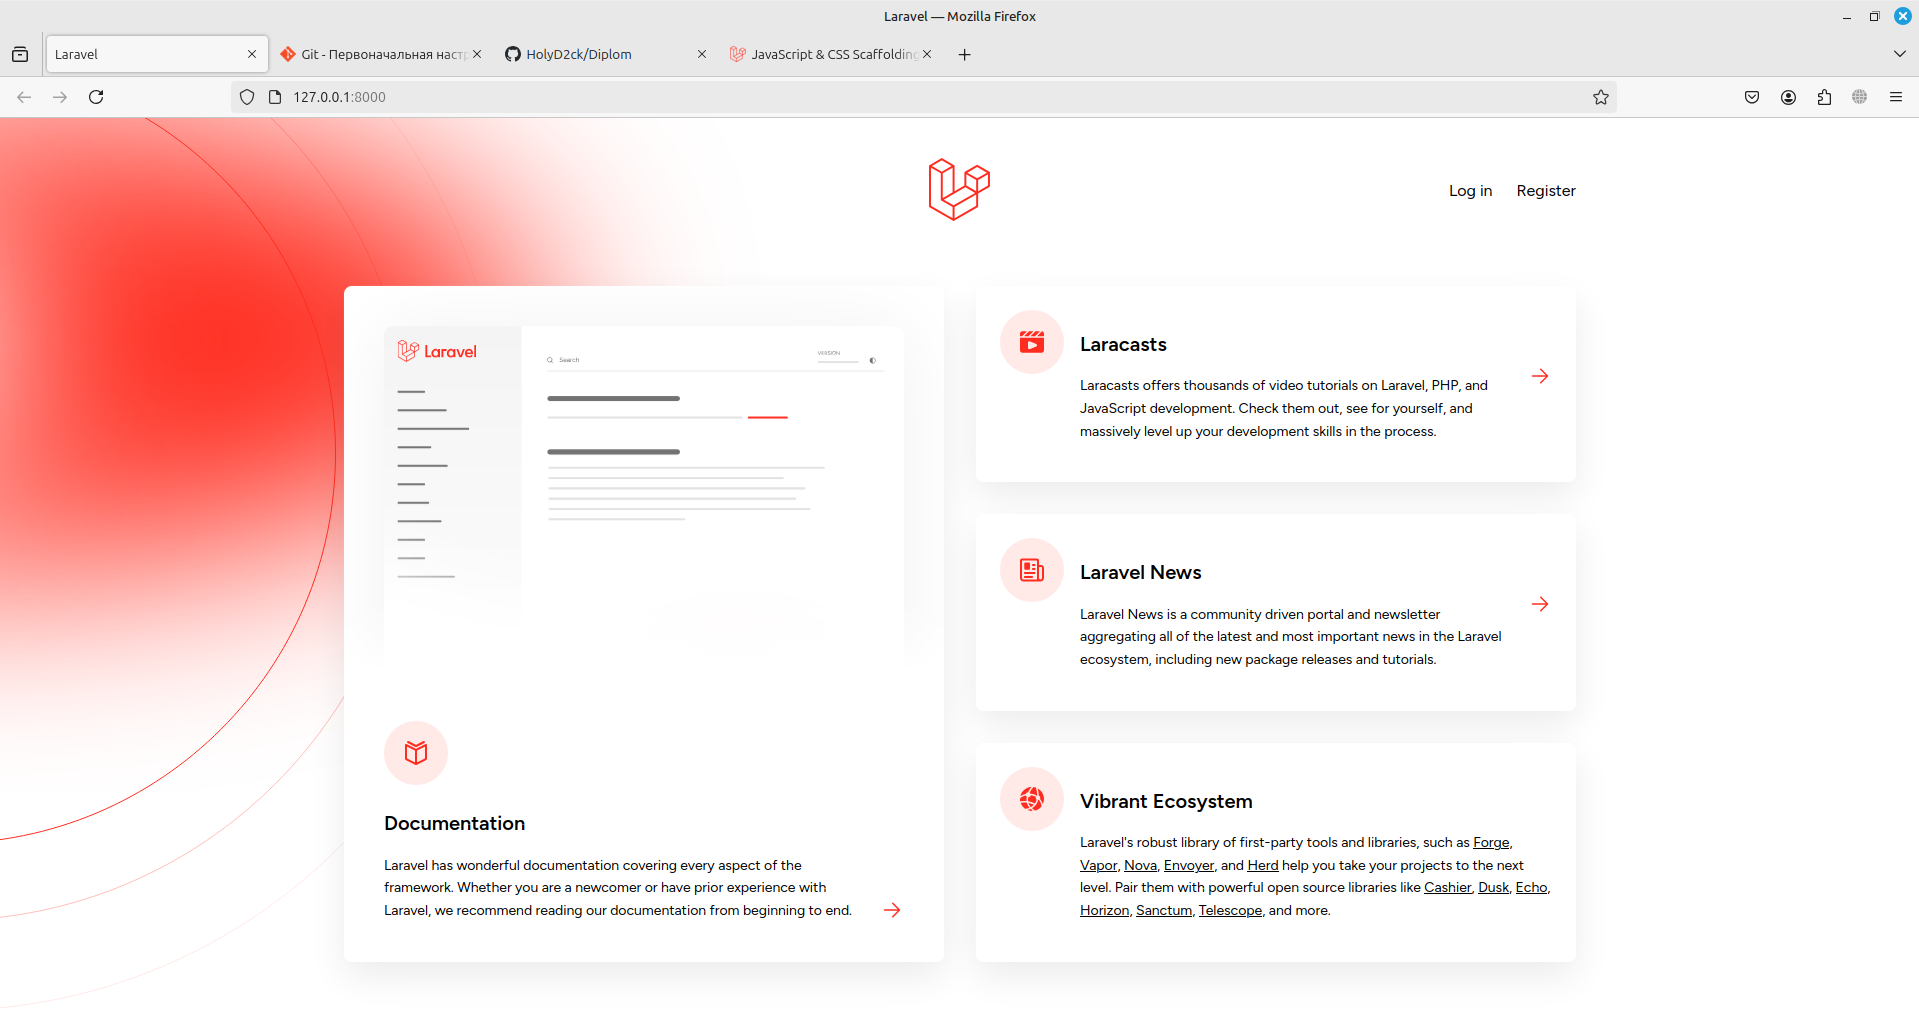 Laravel — Mozilla Firefox
Laravel
Git - Первоначальная наст
HolyD2ck/Diplom
JavaScript & CSS Scaffolding
127.0.0.1:8000
Log in Register
Laravel
Search
VERSION
Documentation
Laravel has wonderful documentation covering every aspect of the
framework. Whether you are a newcomer or have prior experience with
Laravel, we recommend reading our documentation from beginning to end.
Laracasts
Laracasts offers thousands of video tutorials on Laravel, PHP, and
JavaScript development. Check them out, see for yourself, and
massively level up your development skills in the process.
Laravel News
Laravel News is a community driven portal and newsletter
aggregating all of the latest and most important news in the Laravel
ecosystem, including new package releases and tutorials.
Vibrant Ecosystem
Laravel's robust library of first-party tools and libraries, such as Forge,
Vapor, Nova, Envoyer, and Herd help you take your projects to the next
level. Pair them with powerful open source libraries like Cashier, Dusk, Echo,
Horizon, Sanctum, Telescope, and more.